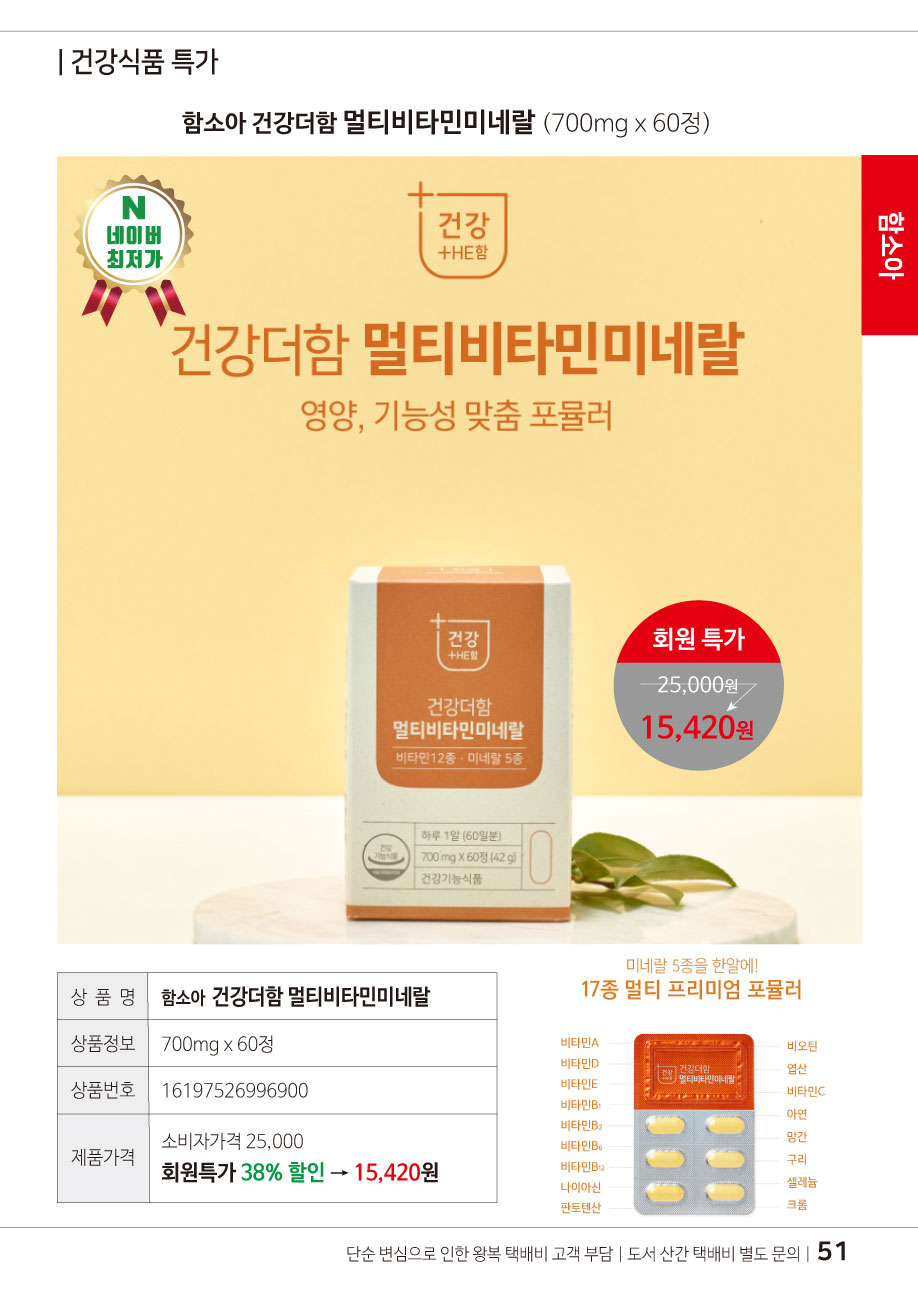 | 건강식품 특가
함소아 건강더함 멀티비타민미네랄 (700mg x 60정)
N
네이버
최저가
건강
+HE함
함소아
건강더함 멀티비타민미네랄
영양, 기능성 맞춤 포뮬러
건강
+HE함
건강더함
멀티비타민미네랄
비타민12종 · 미네랄 5종
하루 1알 (60일분)
700 mg X 60정 (42 g)
건강기능식품
건강
기능식품
회원 특가
25,000원
15,420원
상 품 명 함소아 건강더함 멀티비타민미네랄
상품정보 700mg x 60정
상품번호 16197526996900
제품가격 소비자가격 25,000
회원특가 38% 할인 → 15,420원
미네랄 5종을 한알에!
17종 멀티 프리미엄 포뮬러
비타민A
비타민D
비타민E
비타민B₁
비타민B₂
비타민B₆
비타민B₁₂
나이아신
판토텐산
건강
건강더함
멀티비타민미네랄
비오틴
엽산
비타민C
아연
망간
구리
셀레늄
크롬
단순 변심으로 인한 왕복 택배비 고객 부담 | 도서 산간 택배비 별도 문의 | 51